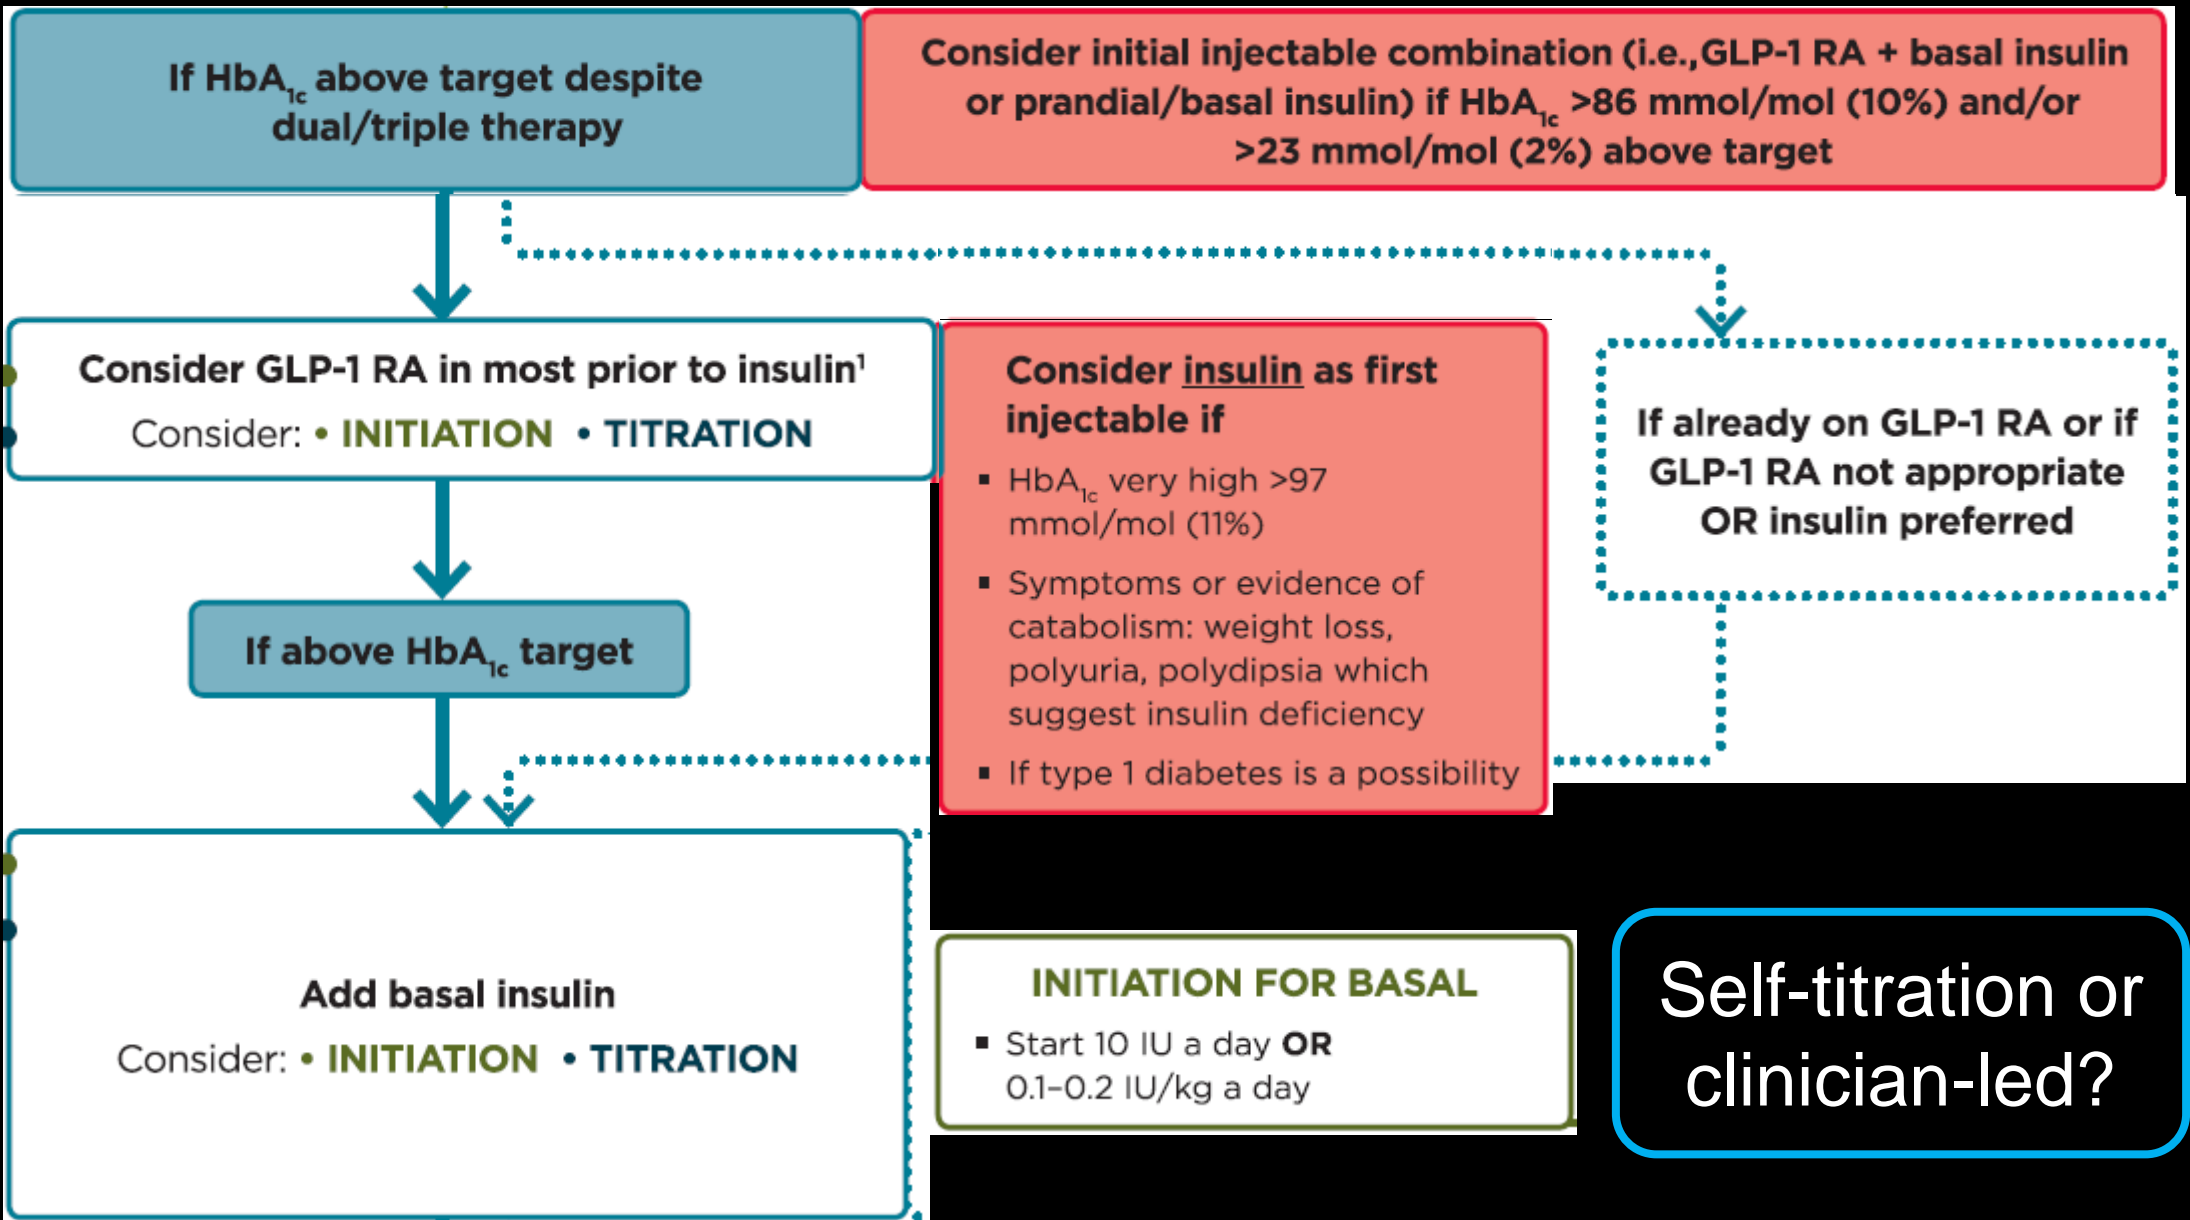 If HbA1c above target despite
dual/triple therapy
Consider initial injectable combination (i.e.,GLP-1 RA + basal insulin
or prandial/basal insulin) if HbA1c >86 mmol/mol (10%) and/or
>23 mmol/mol (2%) above target
Consider GLP-1 RA in most prior to insulin¹
Consider: • INITIATION • TITRATION
Consider insulin as first
injectable if
▪ HbA1c very high >97
mmol/mol (11%)
▪ Symptoms or evidence of
catabolism: weight loss,
polyuria, polydipsia which
suggest insulin deficiency
▪ If type 1 diabetes is a possibility
If already on GLP-1 RA or if
GLP-1 RA not appropriate
OR insulin preferred
If above HbA1c target
Add basal insulin
Consider: • INITIATION • TITRATION
INITIATION FOR BASAL
▪ Start 10 IU a day OR
0.1–0.2 IU/kg a day
Self-titration or
clinician-led?